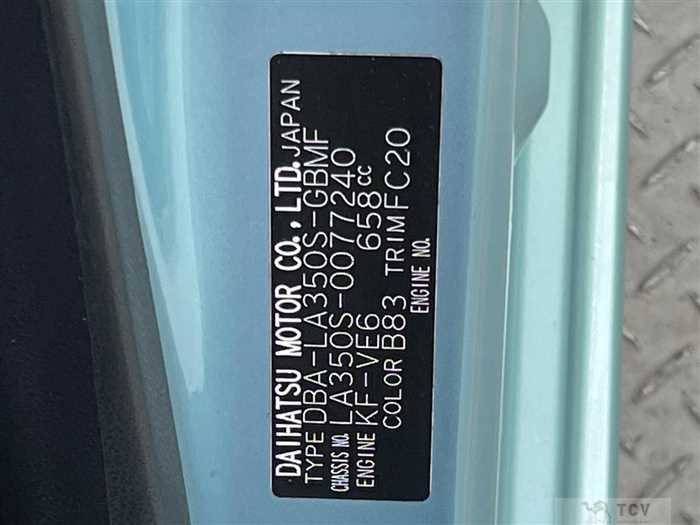 DAIHATSU MOTOR CO., LTD. JAPAN
TYPE DBA-LA350S-GBMF
CHASSIS NO. LA350S-0077240
ENGINE KF-VE6 658cc
COLOR B83 TRIM FC20
ENGINE NO.
TCV